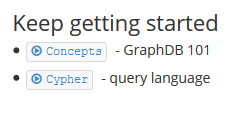 Keep getting started
Concepts - GraphDB 101
Cypher - query language